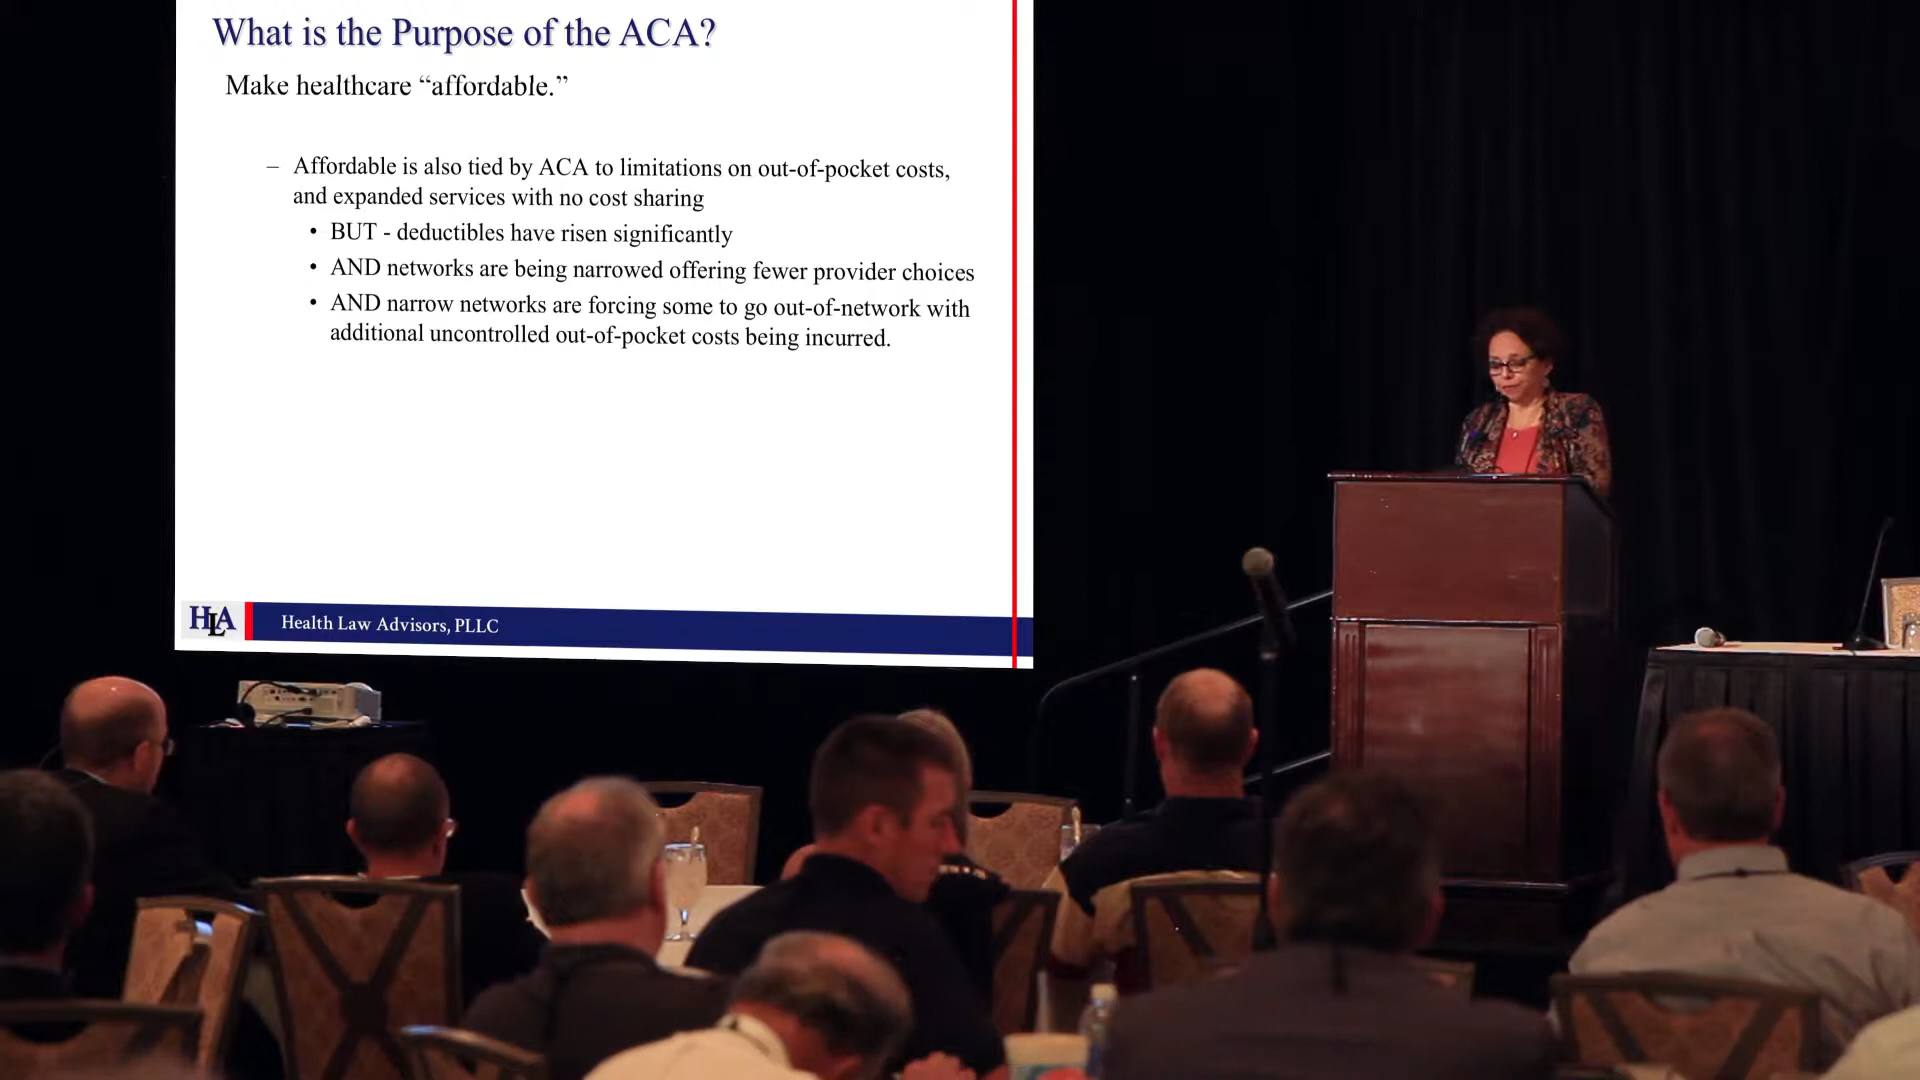 What is the Purpose of the ACA?
Make healthcare “affordable.”
– Affordable is also tied by ACA to limitations on out-of-pocket costs,
and expanded services with no cost sharing
• BUT - deductibles have risen significantly
• AND networks are being narrowed offering fewer provider choices
• AND narrow networks are forcing some to go out-of-network with
additional uncontrolled out-of-pocket costs being incurred.
HLA
Health Law Advisors, PLLC